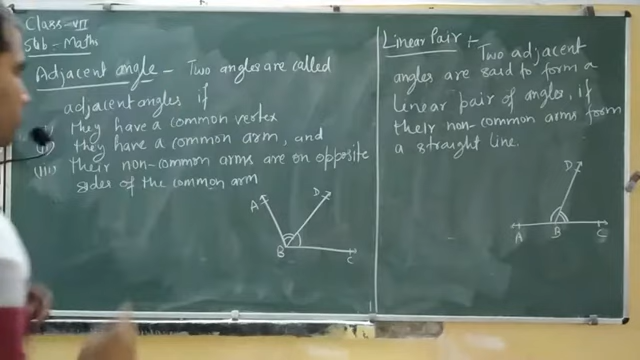 Class-VII
Sub - Maths
Adjacent angle - Two angles are called
adjacent angles if
they have a common vertex
they have a common arm, and
(III) their non-common arms are on opposite
sides of the common arm.
A
D
B
C
Linear Pair :- Two adjacent
angles are said to form a
linear pair of angles, if
their non-common arms form
a straight line.
D
A B C